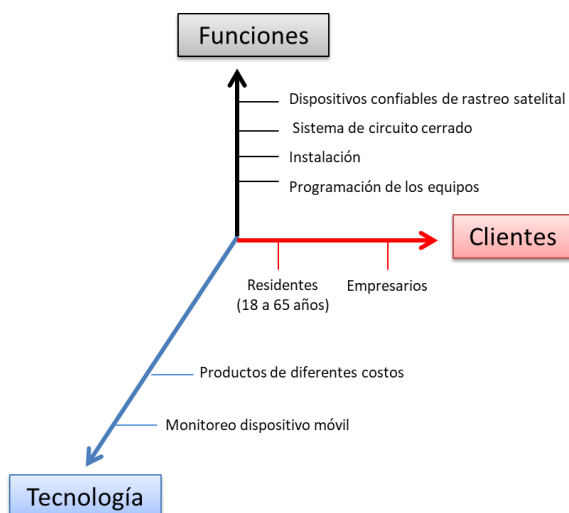 Funciones
Dispositivos confiables de rastreo satelital
Sistema de circuito cerrado
Instalación
Programación de los equipos
Clientes
Residentes
(18 a 65 años)
Empresarios
Productos de diferentes costos
Monitoreo dispositivo móvil
Tecnología